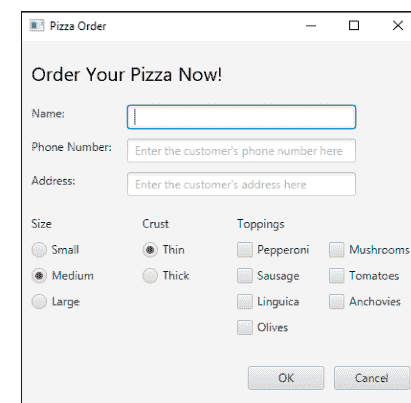 Pizza Order
Order Your Pizza Now!
Name:
Phone Number: Enter the customer's phone number here
Address: Enter the customer's address here
Size Crust Toppings
Small Thin Pepperoni Mushrooms
Medium Thick Sausage Tomatoes
Large Linguica Anchovies
Olives
OK Cancel